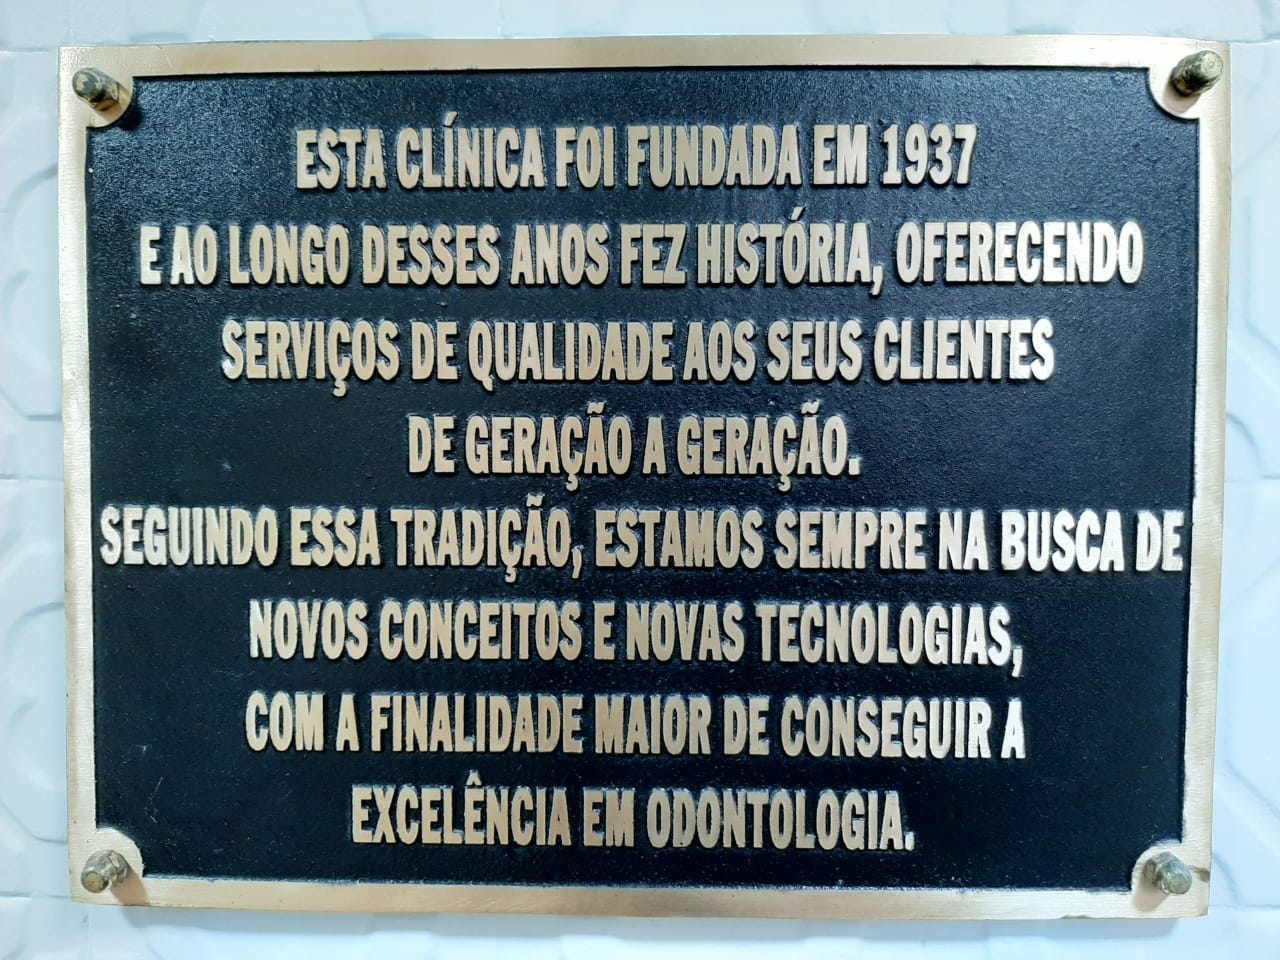 ESTA CLÍNICA FOI FUNDADA EM 1937
E AO LONGO DESSES ANOS FEZ HISTÓRIA, OFERECENDO
SERVIÇOS DE QUALIDADE AOS SEUS CLIENTES
DE GERAÇÃO A GERAÇÃO.
SEGUINDO ESSA TRADIÇÃO, ESTAMOS SEMPRE NA BUSCA DE
NOVOS CONCEITOS E NOVAS TECNOLOGIAS,
COM A FINALIDADE MAIOR DE CONSEGUIR A
EXCELÊNCIA EM ODONTOLOGIA.